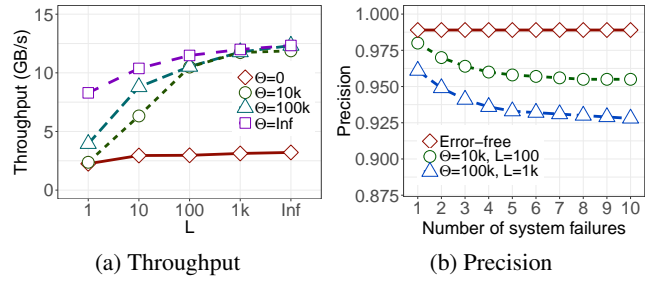 Throughput (GB/s)
15
10
5
0
Θ=0
Θ=10k
Θ=100k
Θ=Inf
1 10 100 1k Inf
L
(a) Throughput
Precision
1.000
0.975
0.950
0.925
0.900
0.875
Error-free
Θ=10k, L=100
Θ=100k, L=1k
1 2 3 4 5 6 7 8 9 10
Number of system failures
(b) Precision